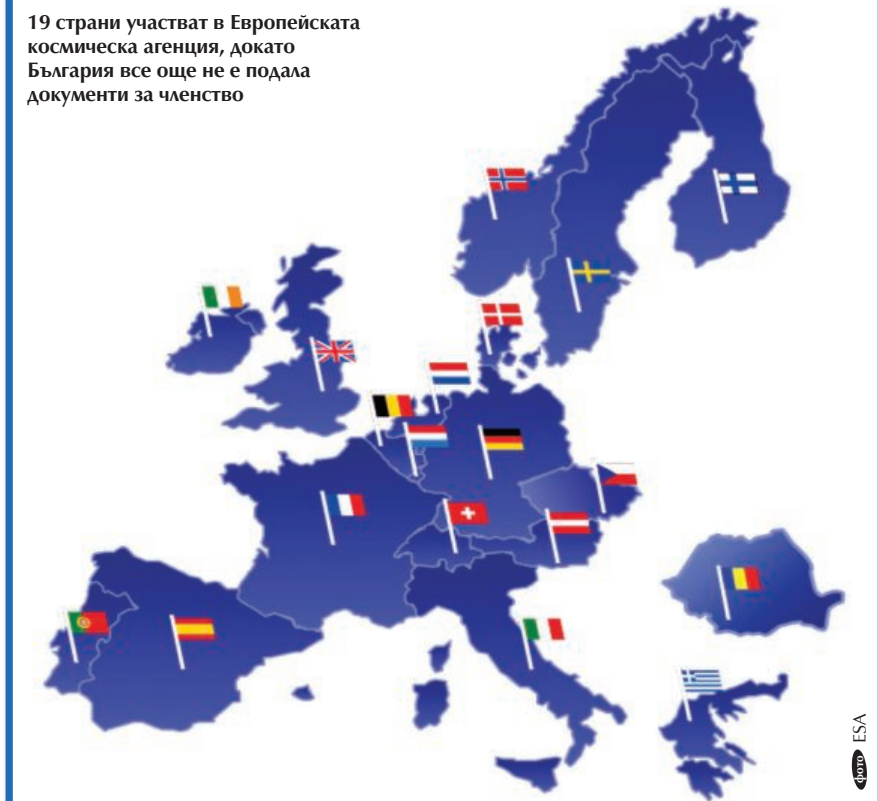 19 страни участват в Европейската
космическа агенция, докато
България все още не е подала
документи за членство
фото ESA